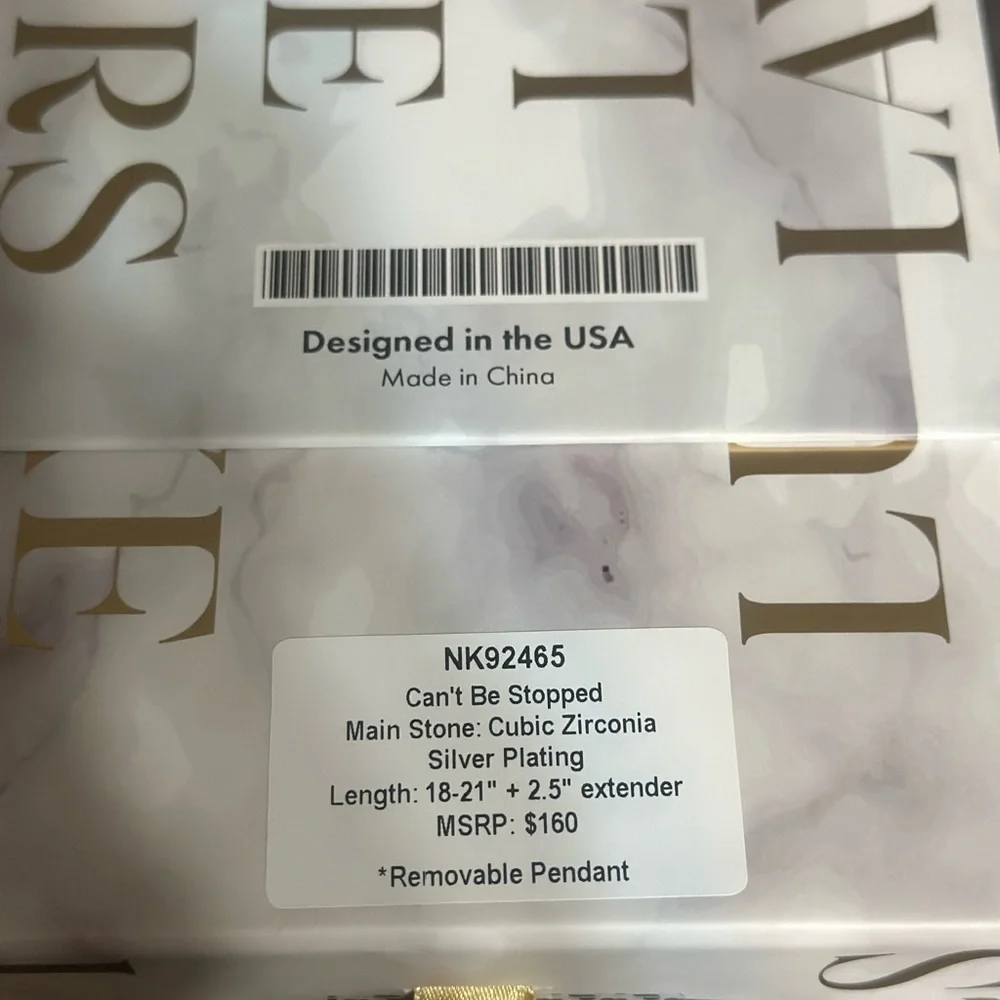 Designed in the USA
Made in China
NK92465
Can't Be Stopped
Main Stone: Cubic Zirconia
Silver Plating
Length: 18-21" + 2.5" extender
MSRP: $160
*Removable Pendant